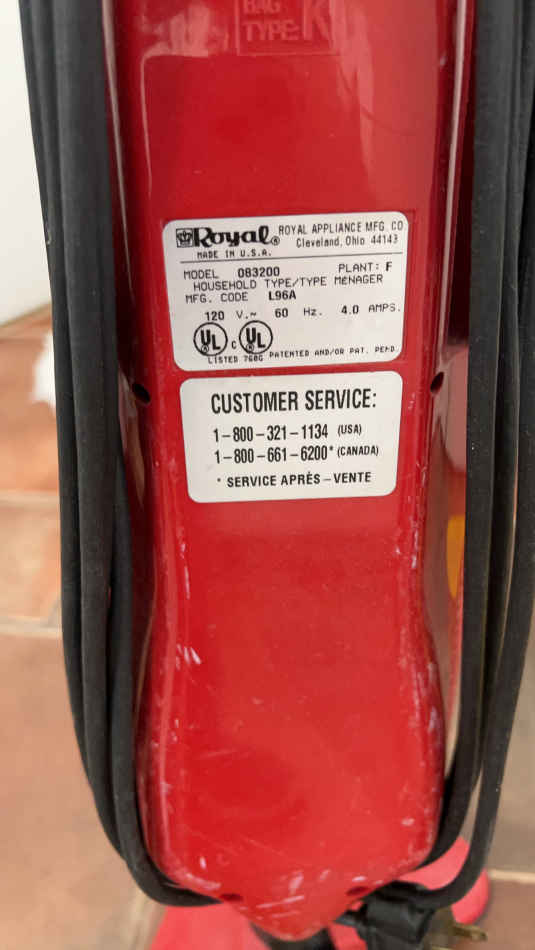 BAG
TYPE: K
Royal® ROYAL APPLIANCE MFG. CO
Cleveland, Ohio 44143
MADE IN U.S.A.
MODEL 083200 PLANT: F
HOUSEHOLD TYPE/TYPE MENAGER
MFG. CODE L96A
120 V.~ 60 Hz. 4.0 AMPS.
UL c UL
LISTED 760G PATENTED AND/OR PAT. PEND.
CUSTOMER SERVICE:
1-800-321-1134 (USA)
1-800-661-6200* (CANADA)
* SERVICE APRÈS-VENTE